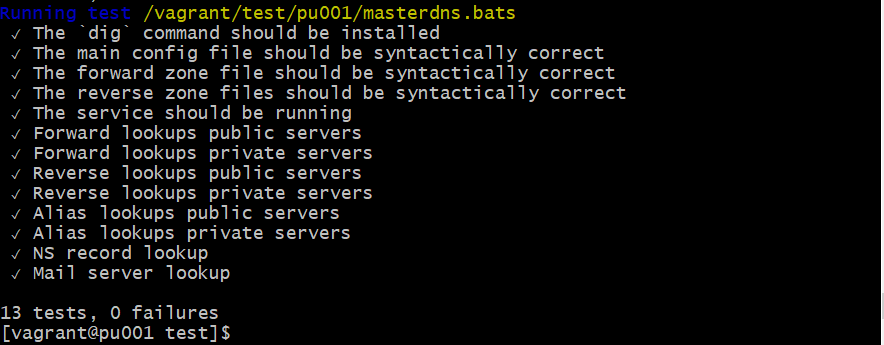 Running test /vagrant/test/pu001/masterdns.bats
✓ The `dig` command should be installed
✓ The main config file should be syntactically correct
✓ The forward zone file should be syntactically correct
✓ The reverse zone files should be syntactically correct
✓ The service should be running
✓ Forward lookups public servers
✓ Forward lookups private servers
✓ Reverse lookups public servers
✓ Reverse lookups private servers
✓ Alias lookups public servers
✓ Alias lookups private servers
✓ NS record lookup
✓ Mail server lookup

13 tests, 0 failures
[vagrant@pu001 test]$